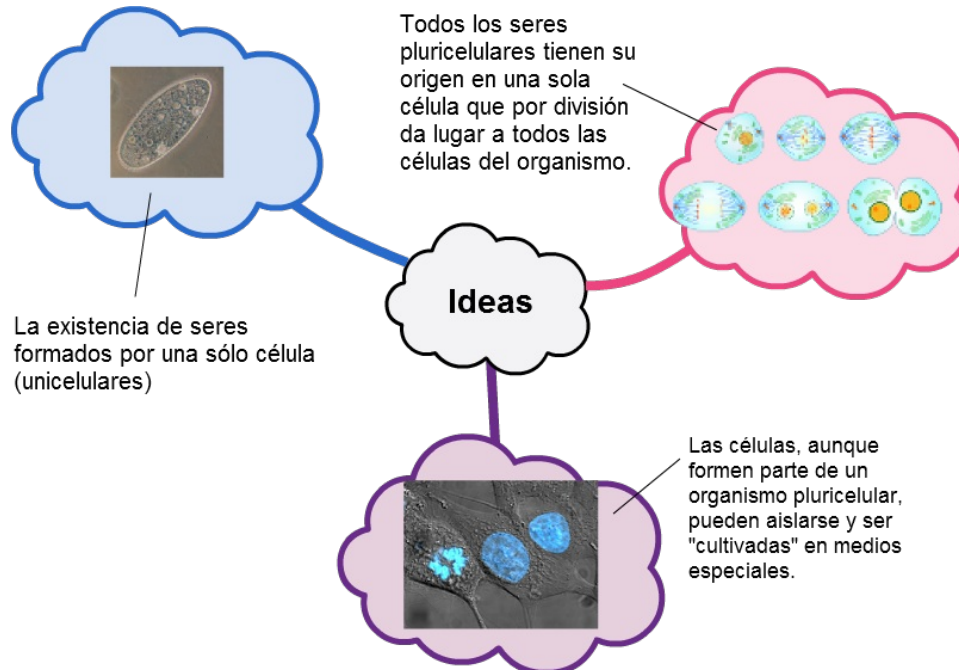 Todos los seres
pluricelulares tienen su
origen en una sola
célula que por división
da lugar a todos las
células del organismo.
Ideas
La existencia de seres
formados por una sólo célula
(unicelulares)
Las células, aunque
formen parte de un
organismo pluricelular,
pueden aislarse y ser
"cultivadas" en medios
especiales.